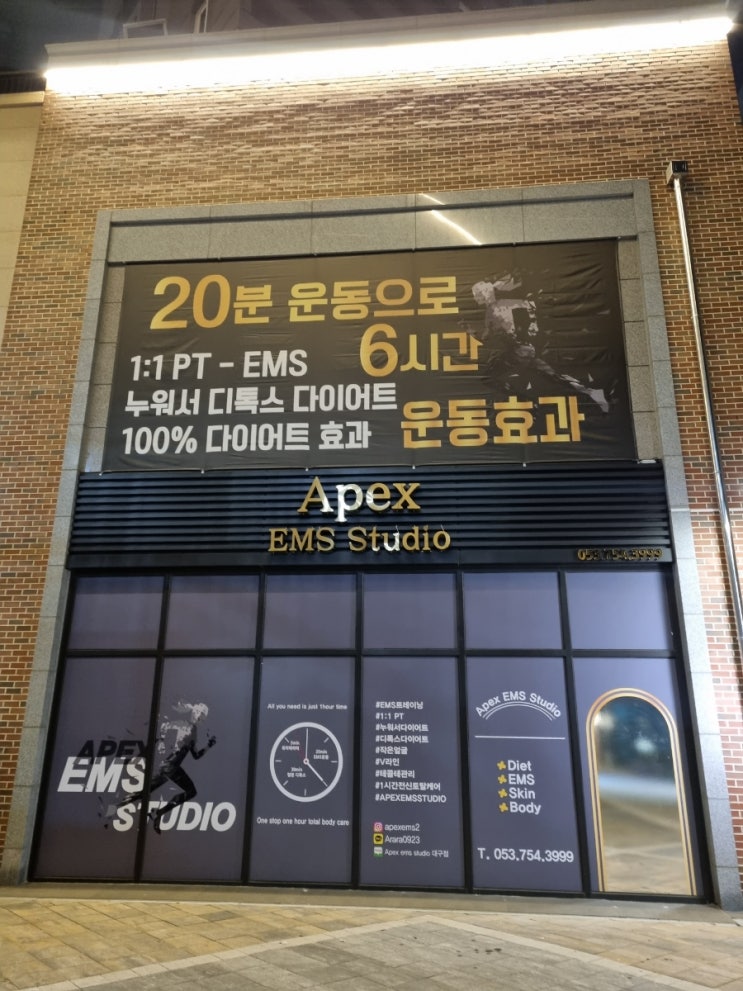 20분 운동으로
6시간
운동효과
1:1 PT - EMS
누워서 디톡스 다이어트
100% 다이어트 효과
Apex
EMS Studio
053.754.3999
APEX
EMS
STUDIO
All you need is just 1hour time
One stop one hour total body care
#EMS트레이닝
#1:1 PT
#누워서다이어트
#디톡스다이어트
#작은얼굴
#V라인
#테콜테관리
#1시간전신토탈케어
#APEXEMSSTUDIO
apexems2
Arara0923
Apex ems studio 대구점
Apex EMS Studio
Diet
EMS
Skin
Body
T. 053.754.3999